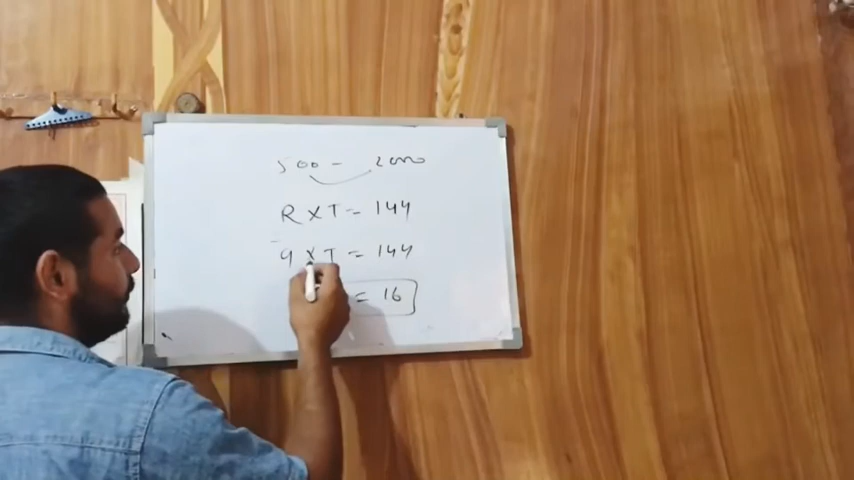 500 - 2000
R X T = 144
9 X T = 144
= 16